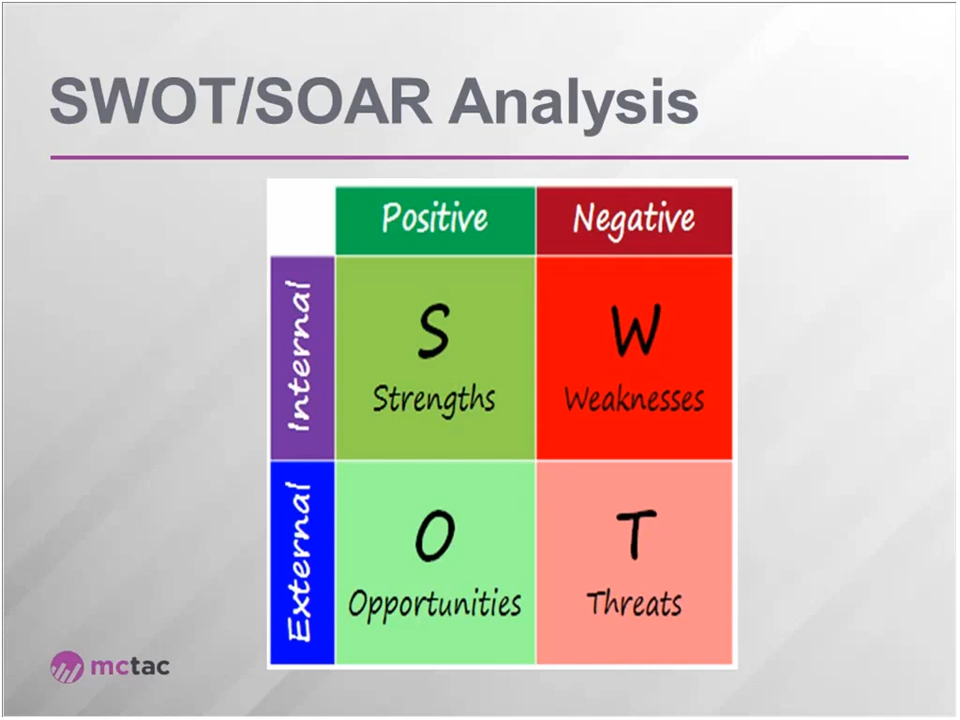 SWOT/SOAR Analysis
Positive
Negative
Internal
S
Strengths
W
Weaknesses
External
O
Opportunities
T
Threats
mctac